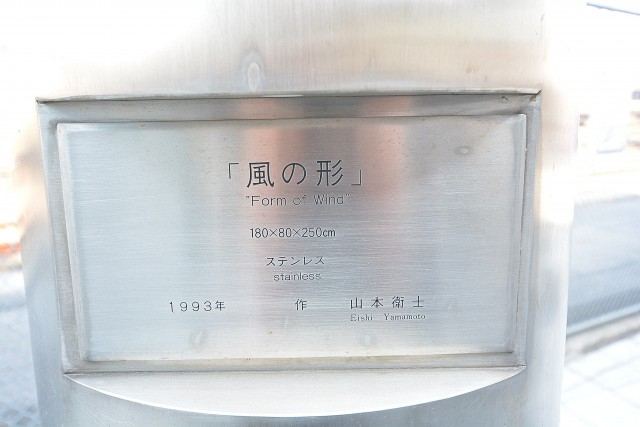 「風の形」
"Form of Wind"
180×80×250cm
ステンレス
stainless
1993年 作 山本衛士
Eishi Yamamoto